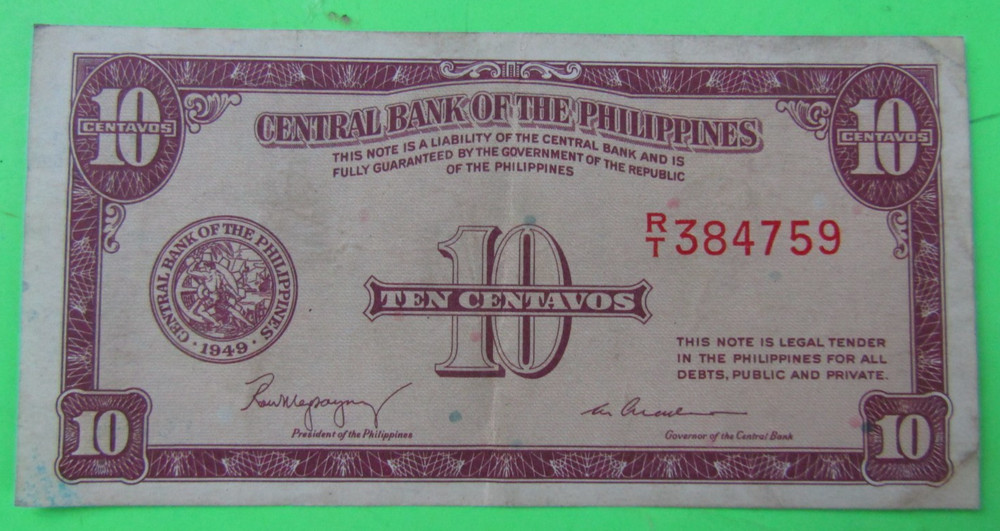 10
CENTAVOS
10
CENTAVOS
CENTRAL BANK OF THE PHILIPPINES
THIS NOTE IS A LIABILITY OF THE CENTRAL BANK AND IS
FULLY GUARANTEED BY THE GOVERNMENT OF THE REPUBLIC
OF THE PHILIPPINES
R/T 384759
CENTRAL BANK OF THE PHILIPPINES
· 1949 ·
10
TEN CENTAVOS
THIS NOTE IS LEGAL TENDER
IN THE PHILIPPINES FOR ALL
DEBTS, PUBLIC AND PRIVATE.
President of the Philippines
Governor of the Central Bank
10
10